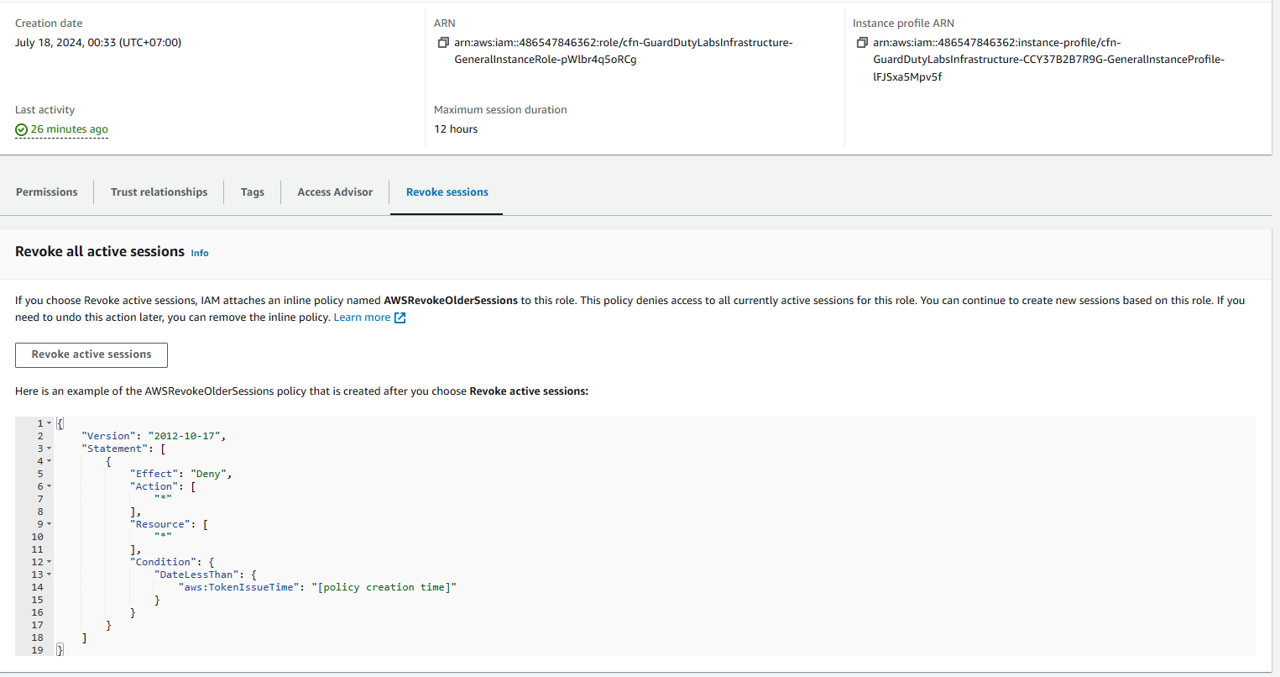 Creation date
July 18, 2024, 00:33 (UTC+07:00)
ARN
arn:aws:iam::486547846362:role/cfn-GuardDutyLabsInfrastructure-
GeneralInstanceRole-pWlbr4q5oRCg
Instance profile ARN
arn:aws:iam::486547846362:instance-profile/cfn-
GuardDutyLabsInfrastructure-CCY37B2B7R9G-GeneralInstanceProfile-
lFJSxa5Mpv5f
Last activity
26 minutes ago
Maximum session duration
12 hours
Permissions
Trust relationships
Tags
Access Advisor
Revoke sessions
Revoke all active sessions Info
If you choose Revoke active sessions, IAM attaches an inline policy named AWSRevokeOlderSessions to this role. This policy denies access to all currently active sessions for this role. You can continue to create new sessions based on this role. If you
need to undo this action later, you can remove the inline policy. Learn more
Revoke active sessions
Here is an example of the AWSRevokeOlderSessions policy that is created after you choose Revoke active sessions:
1 {
2 "Version": "2012-10-17",
3 "Statement": [
4 {
5 "Effect": "Deny",
6 "Action": [
7 "*"
8 ],
9 "Resource": [
10 "*"
11 ],
12 "Condition": {
13 "DateLessThan": {
14 "aws:TokenIssueTime": "[policy creation time]"
15 }
16 }
17 }
18 ]
19 }